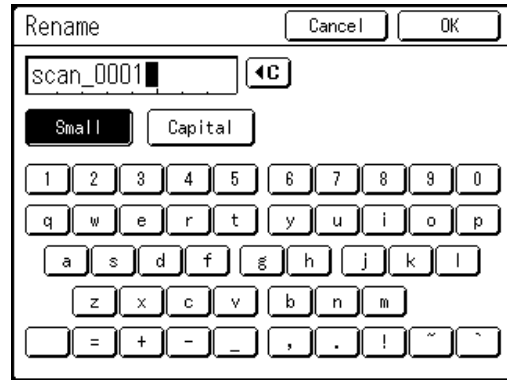 Rename Cancel OK
scan_0001 C
Small Capital
1 2 3 4 5 6 7 8 9 0
q w e r t y u i o p
a s d f g h j k l
z x c v b n m
= + - _ , . ! ~ `